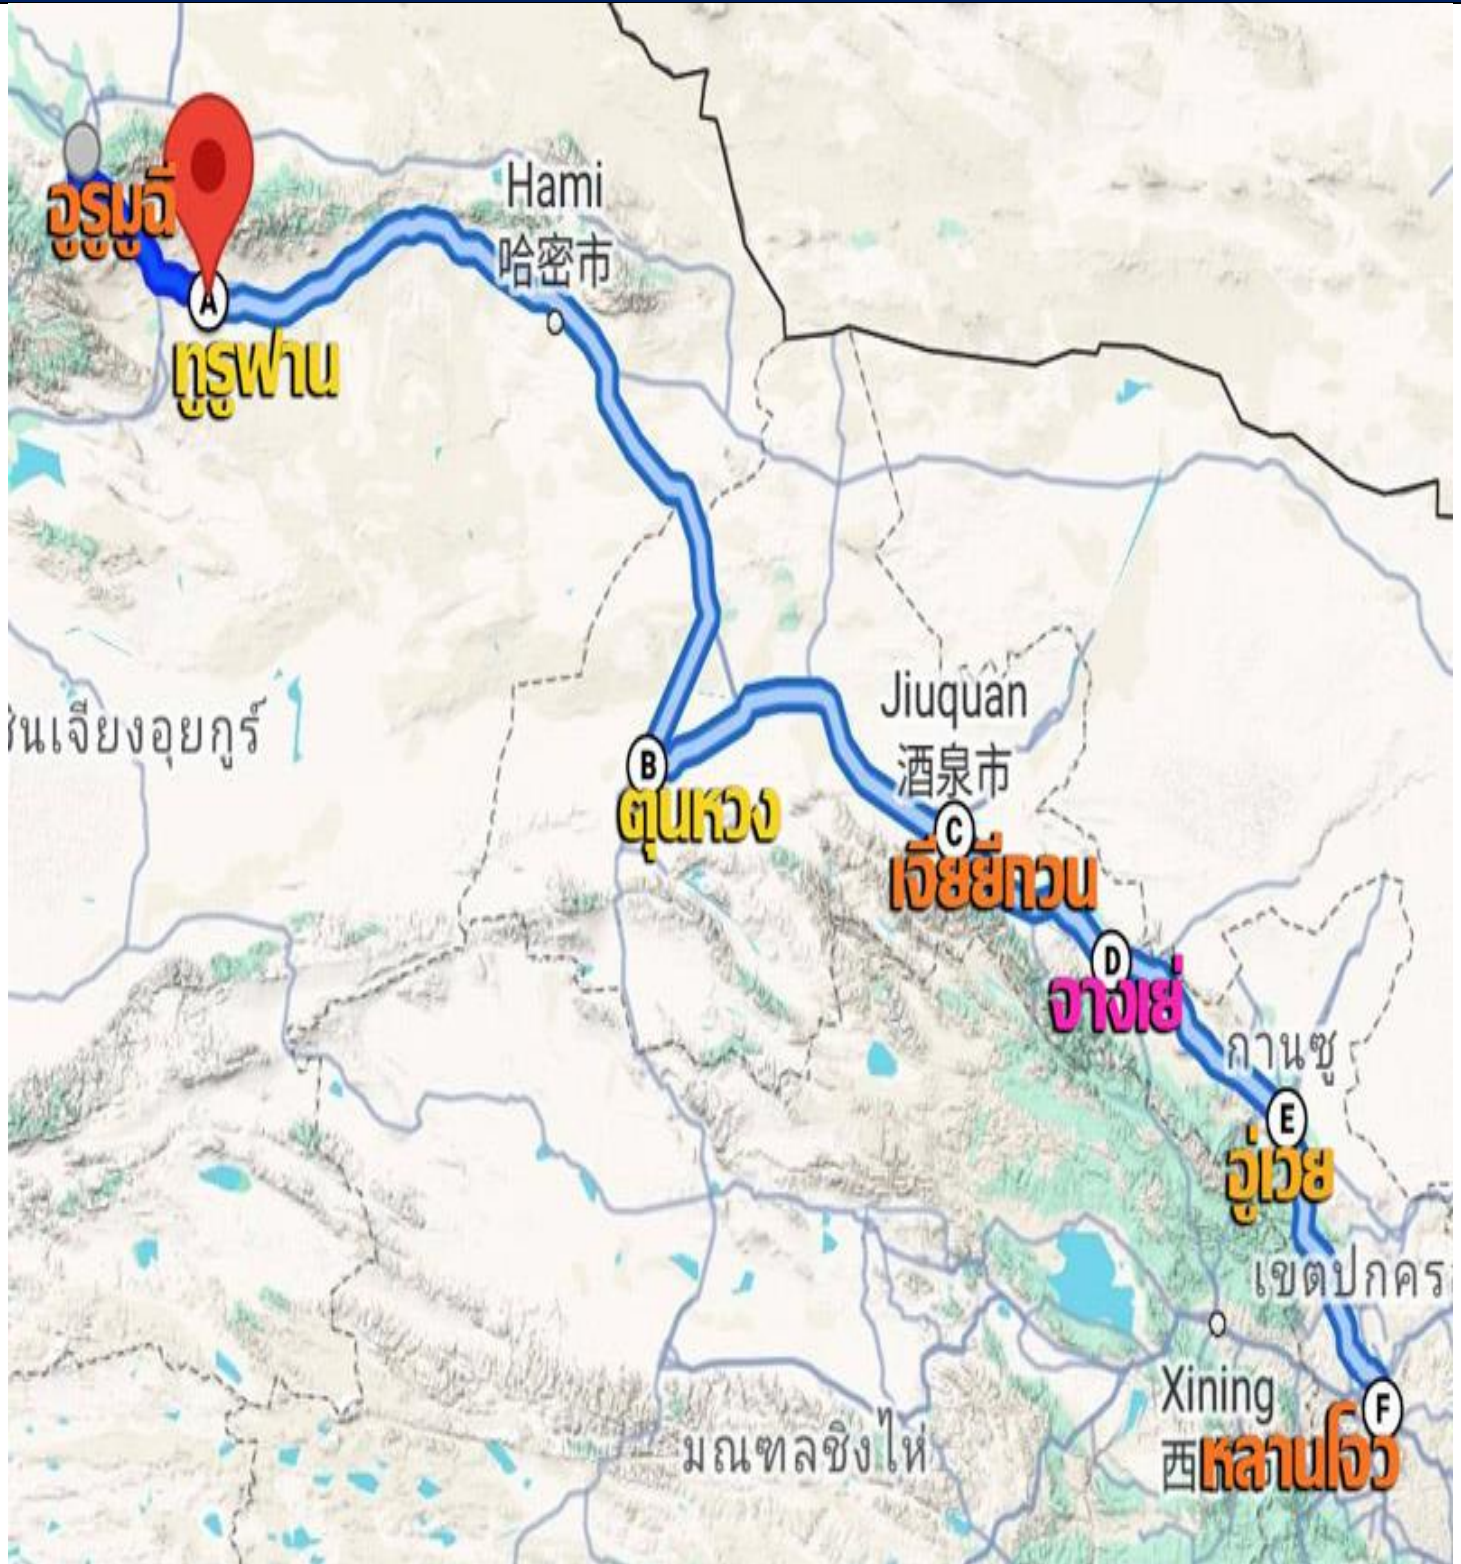 Hami
哈密市
อูรูมูฉี
A
ทูรูฟาน
Jiuquan
酒泉市
นเจียงอุยกูร์
B
ตุนหวง
C
เจียยีกวน
D
จางเย่
กานซู
E
อู่เวย
เขตปกคร
Xining
西
มณฑลชิงไห่
F
หลานโจว